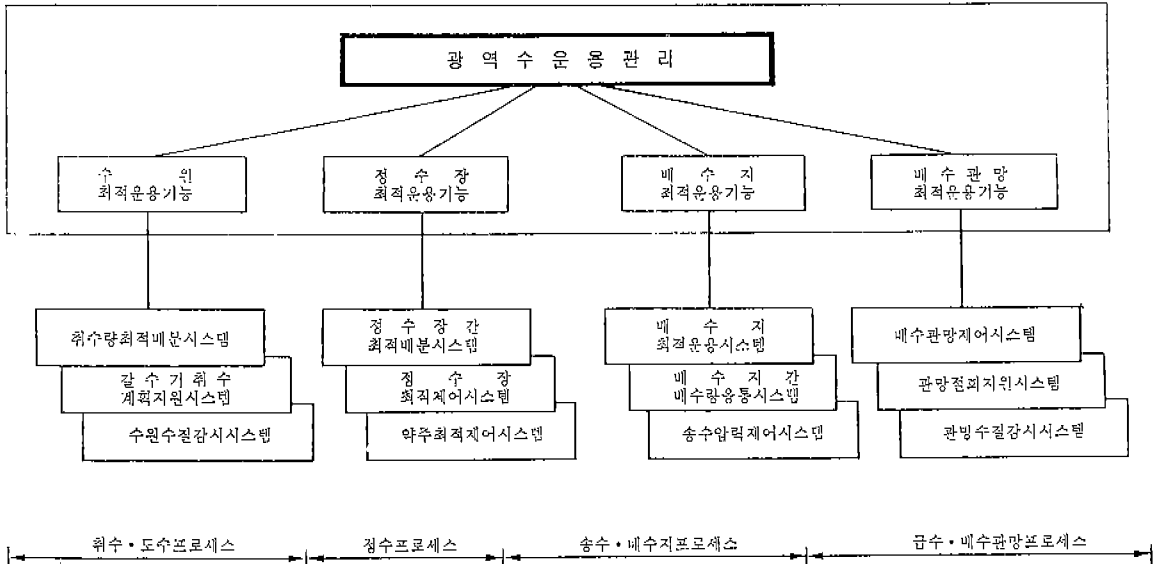 광역수운용관리
수원
최적운용기능
정수장
최적운용기능
배수지
최적운용기능
배수관망
최적운용기능
취수량최적배분시스템
정수장간
최적배분시스템
배수지
최적운용시스템
배수관망제어시스템
갈수기취수
계획지원시스템
정수장
최적제어시스템
배수지간
배수량융통시스템
관망절회지원시스템
수원수질감시시스템
약주최적제어시스템
송수압력제어시스템
관망수질감시시스템
취수・도수프로세스
정수프로세스
송수・배수지프로세스
급수・배수관망프로세스